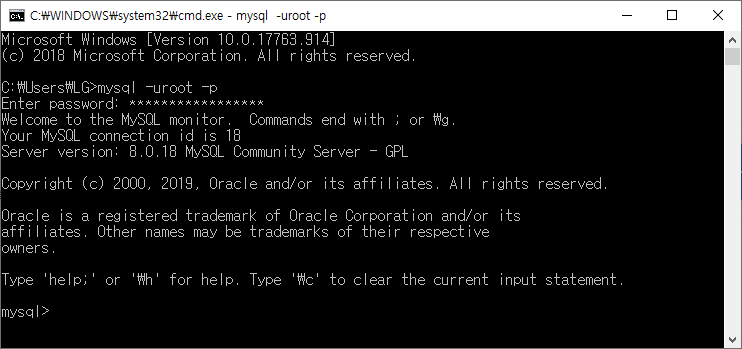 C:₩WINDOWS₩system32₩cmd.exe - mysql  -uroot -p
Microsoft Windows [Version 10.0.17763.914]
(c) 2018 Microsoft Corporation. All rights reserved.
C:₩Users₩LG>mysql -uroot -p
Enter password: *****************
Welcome to the MySQL monitor.  Commands end with ; or ₩g.
Your MySQL connection id is 18
Server version: 8.0.18 MySQL Community Server - GPL
Copyright (c) 2000, 2019, Oracle and/or its affiliates. All rights reserved.
Oracle is a registered trademark of Oracle Corporation and/or its
affiliates. Other names may be trademarks of their respective
owners.
Type 'help;' or '₩h' for help. Type '₩c' to clear the current input statement.
mysql>